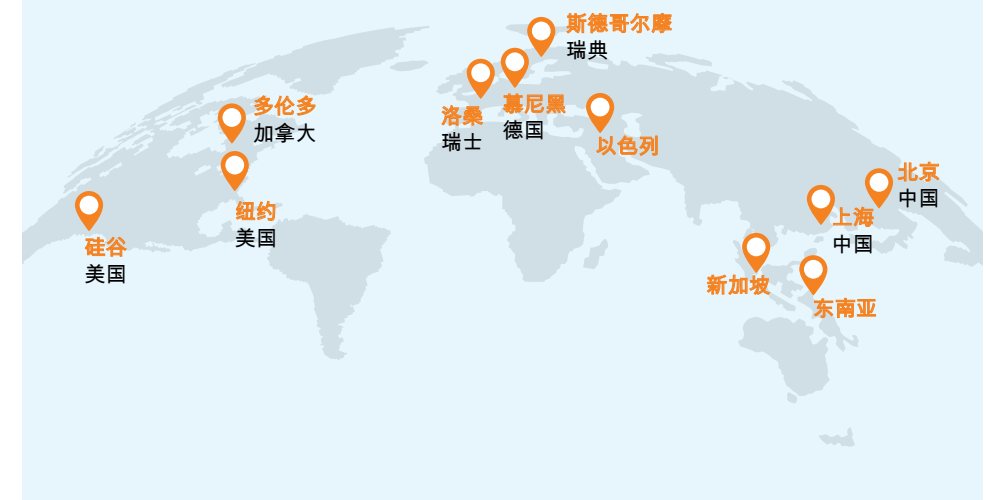 斯德哥尔摩
瑞典
多伦多
加拿大
洛桑
瑞士
慕尼黑
德国
以色列
北京
中国
纽约
美国
上海
中国
硅谷
美国
新加坡
东南亚